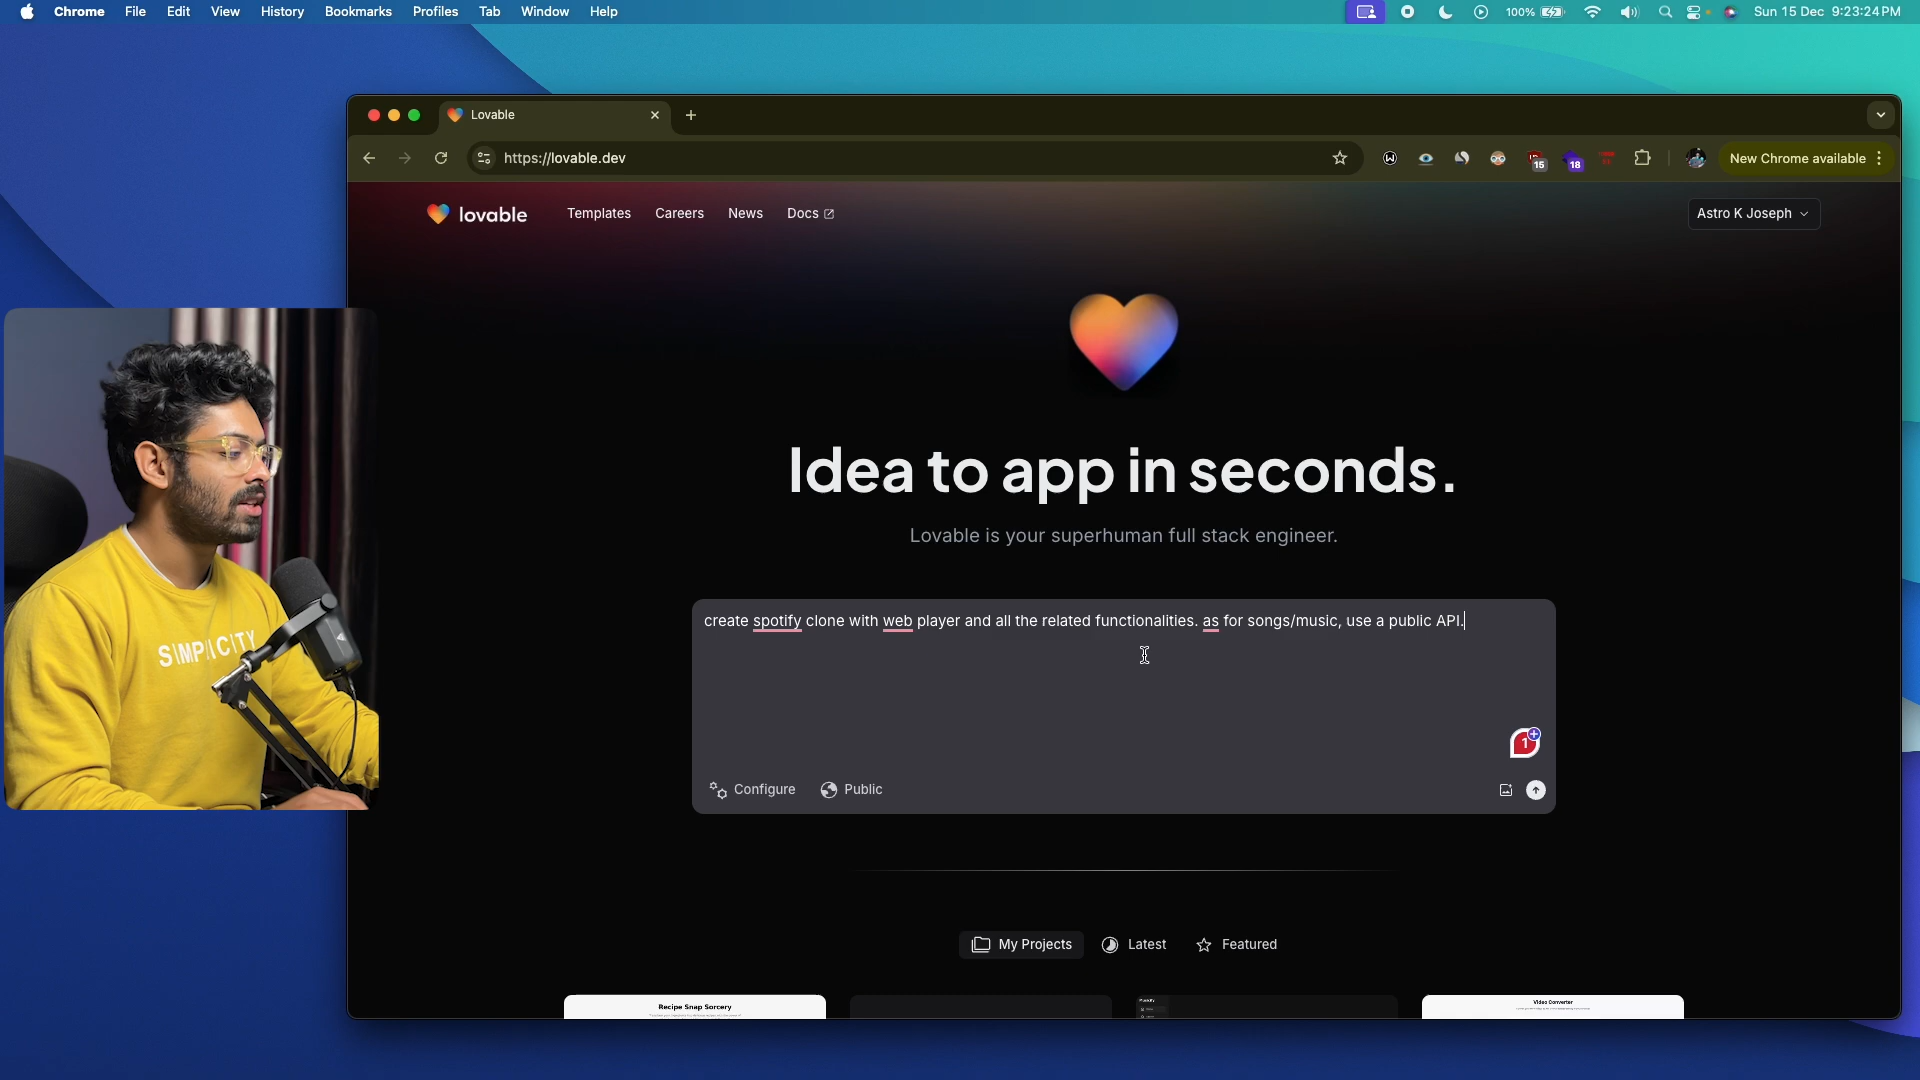 Chrome File Edit View History Bookmarks Profiles Tab Window Help 100% Sun 15 Dec 9:23:24 PM
Lovable
https://lovable.dev 15 18 New Chrome available
lovable Templates Careers News Docs Astro K Joseph
Idea to app in seconds.
Lovable is your superhuman full stack engineer.
create spotify clone with web player and all the related functionalities. as for songs/music, use a public API.
SIMPLICITY
1
Configure Public
My Projects Latest Featured
Recipe Snap Sorcery Video Converter